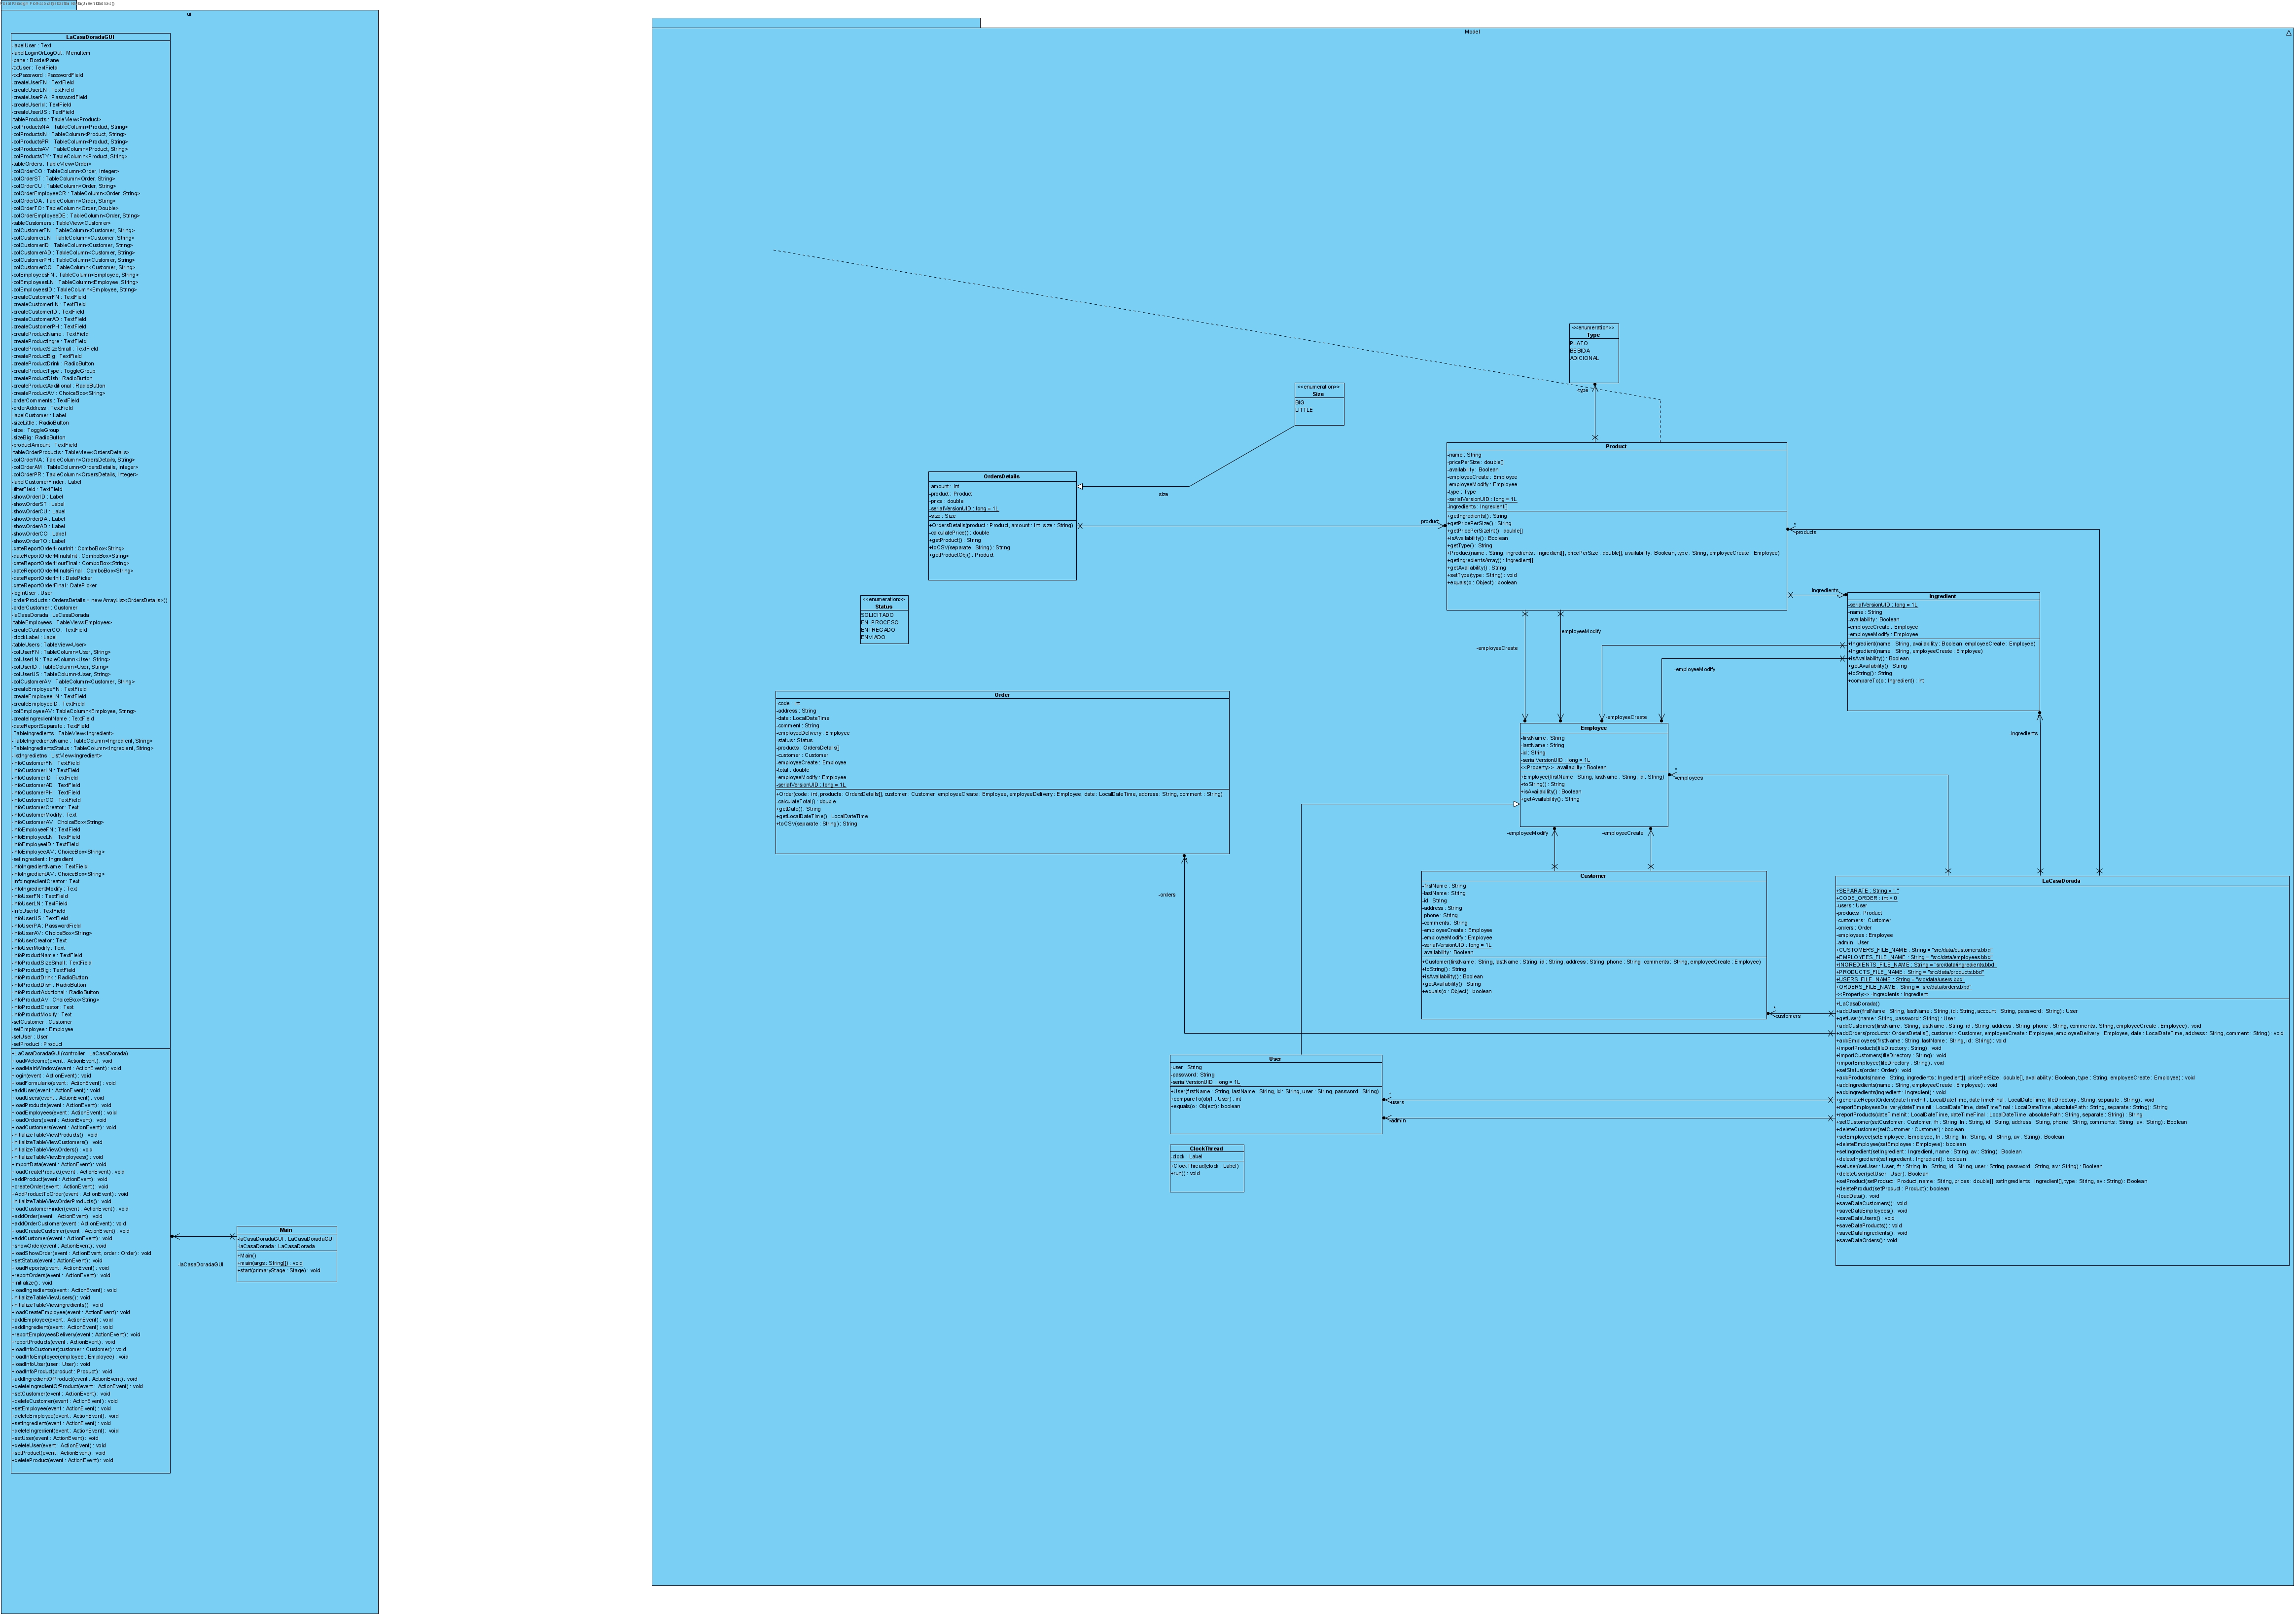 ui
LaCasaDoradaGUI
-labelUser : Text
-labelLoginOrLogOut : MenuItem
-pane : BorderPane
-txtUser : TextField
-txtPassword : PasswordField
-createUserFN : TextField
-createUserLN : TextField
-createUserPA : PasswordField
-createUserId : TextField
-createUserUS : TextField
-tableProducts : TableView<Product>
-colProductsNA : TableColumn<Product, String>
-colProductsIN : TableColumn<Product, String>
-colProductsPR : TableColumn<Product, String>
-colProductsAV : TableColumn<Product, String>
-colProductsTY : TableColumn<Product, String>
-tableOrders : TableView<Order>
-colOrderCO : TableColumn<Order, Integer>
-colOrderST : TableColumn<Order, String>
-colOrderCU : TableColumn<Order, String>
-colOrderEmployeeCR : TableColumn<Order, String>
-colOrderDA : TableColumn<Order, String>
-colOrderTO : TableColumn<Order, Double>
-colOrderEmployeeDE : TableColumn<Order, String>
-tableCustomers : TableView<Customer>
-colCustomerFN : TableColumn<Customer, String>
-colCustomerLN : TableColumn<Customer, String>
-colCustomerID : TableColumn<Customer, String>
-colCustomerAD : TableColumn<Customer, String>
-colCustomerPH : TableColumn<Customer, String>
-colCustomerCO : TableColumn<Customer, String>
-colEmployeesFN : TableColumn<Employee, String>
-colEmployeesLN : TableColumn<Employee, String>
-colEmployeesID : TableColumn<Employee, String>
-createCustomerFN : TextField
-createCustomerLN : TextField
-createCustomerID : TextField
-createCustomerAD : TextField
-createCustomerPH : TextField
-createProductName : TextField
-createProductIngre : TextField
-createProductSizeSmall : TextField
-createProductBig : TextField
-createProductDrink : RadioButton
-createProductType : ToggleGroup
-createProductDish : RadioButton
-createProductAdditional : RadioButton
-createProductAV : ChoiceBox<String>
-orderComments : TextField
-orderAddress : TextField
-labelCustomer : Label
-sizeLittle : RadioButton
-size : ToggleGroup
-sizeBig : RadioButton
-productAmount : TextField
-tableOrderProducts : TableView<OrdersDetails>
-colOrderNA : TableColumn<OrdersDetails, String>
-colOrderAM : TableColumn<OrdersDetails, Integer>
-colOrderPR : TableColumn<OrdersDetails, Integer>
-labelCustomerFinder : Label
-filterField : TextField
-showOrderID : Label
-showOrderST : Label
-showOrderCU : Label
-showOrderDA : Label
-showOrderAD : Label
-showOrderCO : Label
-showOrderTO : Label
-dateReportOrderHourInit : ComboBox<String>
-dateReportOrderMinutsInit : ComboBox<String>
-dateReportOrderHourFinal : ComboBox<String>
-dateReportOrderMinutsFinal : ComboBox<String>
-dateReportOrderInit : DatePicker
-dateReportOrderFinal : DatePicker
-loginUser : User
-orderProducts : OrdersDetails = new ArrayList<OrdersDetails>()
-orderCustomer : Customer
-laCasaDorada : LaCasaDorada
-tableEmployees : TableView<Employee>
-createCustomerCO : TextField
-clockLabel : Label
-tableUsers : TableView<User>
-colUserFN : TableColumn<User, String>
-colUserLN : TableColumn<User, String>
-colUserID : TableColumn<User, String>
-colUserUS : TableColumn<User, String>
-colCustomerAV : TableColumn<Customer, String>
-createEmployeeFN : TextField
-createEmployeeLN : TextField
-createEmployeeID : TextField
-colEmployeeAV : TableColumn<Employee, String>
-createIngredientName : TextField
-dateReportSeparate : TextField
-TableIngredients : TableView<Ingredient>
-TableIngredientsName : TableColumn<Ingredient, String>
-TableIngredientsStatus : TableColumn<Ingredient, String>
-listIngredietns : ListView<Ingredient>
-infoCustomerFN : TextField
-infoCustomerLN : TextField
-infoCustomerID : TextField
-infoCustomerAD : TextField
-infoCustomerPH : TextField
-infoCustomerCO : TextField
-infoCustomerCreator : Text
-infoCustomerModify : Text
-infoCustomerAV : ChoiceBox<String>
-infoEmployeeFN : TextField
-infoEmployeeLN : TextField
-infoEmployeeID : TextField
-infoEmployeeAV : ChoiceBox<String>
-setIngredient : Ingredient
-infoIngredientName : TextField
-infoIngredientAV : ChoiceBox<String>
-infoIngredientCreator : Text
-infoIngredientModify : Text
-infoUserFN : TextField
-infoUserLN : TextField
-infoUserId : TextField
-infoUserUS : TextField
-infoUserPA : PasswordField
-infoUserAV : ChoiceBox<String>
-infoUserCreator : Text
-infoUserModify : Text
-infoProductName : TextField
-infoProductSizeSmall : TextField
-infoProductBig : TextField
-infoProductDrink : RadioButton
-infoProductDish : RadioButton
-infoProductAdditional : RadioButton
-infoProductAV : ChoiceBox<String>
-infoProductCreator : Text
-infoProductModify : Text
-setCustomer : Customer
-setEmployee : Employee
-setUser : User
-setProduct : Product
+LaCasaDoradaGUI(controller : LaCasaDorada)
+loadWelcome(event : ActionEvent) : void
+loadMainWindow(event : ActionEvent) : void
+login(event : ActionEvent) : void
+loadFormulario(event : ActionEvent) : void
+addUser(event : ActionEvent) : void
+loadUsers(event : ActionEvent) : void
+loadProducts(event : ActionEvent) : void
+loadEmployees(event : ActionEvent) : void
+loadOrders(event : ActionEvent) : void
+loadCustomers(event : ActionEvent) : void
-initializeTableViewProducts() : void
-initializeTableViewCustomers() : void
-initializeTableViewOrders() : void
-initializeTableViewEmployees() : void
+importData(event : ActionEvent) : void
+loadCreateProduct(event : ActionEvent) : void
+addProduct(event : ActionEvent) : void
+createOrder(event : ActionEvent) : void
+AddProductToOrder(event : ActionEvent) : void
-initializeTableViewOrderProducts() : void
+loadCustomerFinder(event : ActionEvent) : void
+addOrder(event : ActionEvent) : void
+addOrderCustomer(event : ActionEvent) : void
+loadCreateCustomer(event : ActionEvent) : void
+addCustomer(event : ActionEvent) : void
+showOrder(event : ActionEvent) : void
+loadShowOrder(event : ActionEvent, order : Order) : void
+setStatus(event : ActionEvent) : void
+loadReports(event : ActionEvent) : void
+reportOrders(event : ActionEvent) : void
+initialize() : void
+loadIngredients(event : ActionEvent) : void
-initializeTableViewUsers() : void
-initializeTableViewingredients() : void
+loadCreateEmployee(event : ActionEvent) : void
+addEmployee(event : ActionEvent) : void
+addIngredient(event : ActionEvent) : void
+reportEmployeesDelivery(event : ActionEvent) : void
+reportProducts(event : ActionEvent) : void
+loadInfoCustomer(customer : Customer) : void
+loadInfoEmployee(employee : Employee) : void
+loadInfoUser(user : User) : void
+loadInfoProduct(product : Product) : void
+addIngredientOfProduct(event : ActionEvent) : void
+deleteIngredientOfProduct(event : ActionEvent) : void
+setCustomer(event : ActionEvent) : void
+deleteCustomer(event : ActionEvent) : void
+setEmployee(event : ActionEvent) : void
+deleteEmployee(event : ActionEvent) : void
+setIngredient(event : ActionEvent) : void
+deleteIngredient(event : ActionEvent) : void
+setUser(event : ActionEvent) : void
+deleteUser(event : ActionEvent) : void
+setProduct(event : ActionEvent) : void
+deleteProduct(event : ActionEvent) : void
-laCasaDoradaGUI
Main
-laCasaDoradaGUI : LaCasaDoradaGUI
-laCasaDorada : LaCasaDorada
+Main()
+main(args : String[]) : void
+start(primaryStage : Stage) : void
Model
<<enumeration>>
Type
PLATO
BEBIDA
ADICIONAL
-type
<<enumeration>>
Size
BIG
LITTLE
size
OrdersDetails
-amount : int
-product : Product
-price : double
-serialVersionUID : long = 1L
-size : Size
+OrdersDetails(product : Product, amount : int, size : String)
-calculatePrice() : double
+getProduct() : String
+toCSV(separate : String) : String
+getProductObj() : Product
-product
Product
-name : String
-pricePerSize : double[]
-availability : Boolean
-employeeCreate : Employee
-employeeModify : Employee
-type : Type
-serialVersionUID : long = 1L
-ingredients : Ingredient[]
+getIngredients() : String
+getPricePerSize() : String
+getPricePerSizeInt() : double[]
+isAvailability() : Boolean
+getType() : String
+Product(name : String, ingredients : Ingredient[], pricePerSize : double[], availability : Boolean, type : String, employeeCreate : Employee)
+getIngredientsArray() : Ingredient[]
+getAvailability() : String
+setType(type : String) : void
+equals(o : Object) : boolean
*
-products
-ingredients
Ingredient
-serialVersionUID : long = 1L
-name : String
-availability : Boolean
-employeeCreate : Employee
-employeeModify : Employee
+Ingredient(name : String, availability : Boolean, employeeCreate : Employee)
+Ingredient(name : String, employeeCreate : Employee)
+isAvailability() : Boolean
+getAvailability() : String
+toString() : String
+compareTo(o : Ingredient) : int
<<enumeration>>
Status
SOLICITADO
EN_PROCESO
ENTREGADO
ENVIADO
-employeeCreate
-employeeModify
-employeeModify
-employeeCreate
-ingredients
Order
-code : int
-address : String
-date : LocalDateTime
-comment : String
-employeeDelivery : Employee
-status : Status
-products : OrdersDetails[]
-customer : Customer
-employeeCreate : Employee
-total : double
-employeeModify : Employee
-serialVersionUID : long = 1L
+Order(code : int, products : OrdersDetails[], customer : Customer, employeeCreate : Employee, employeeDelivery : Employee, date : LocalDateTime, address : String, comment : String)
-calculateTotal() : double
+getDate() : String
+getLocalDateTime() : LocalDateTime
+toCSV(separate : String) : String
-orders
Employee
-firstName : String
-lastName : String
-id : String
-serialVersionUID : long = 1L
<<Property>> -availability : Boolean
+Employee(firstName : String, lastName : String, id : String)
+toString() : String
+isAvailability() : Boolean
+getAvailability() : String
*
-employees
-employeeModify
-employeeCreate
Customer
-firstName : String
-lastName : String
-id : String
-address : String
-phone : String
-comments : String
-employeeCreate : Employee
-employeeModify : Employee
-serialVersionUID : long = 1L
-availability : Boolean
+Customer(firstName : String, lastName : String, id : String, address : String, phone : String, comments : String, employeeCreate : Employee)
+toString() : String
+isAvailability() : Boolean
+getAvailability() : String
+equals(o : Object) : boolean
*
-customers
LaCasaDorada
+SEPARATE : String = ","
+CODE_ORDER : int = 0
-users : User
-products : Product
-customers : Customer
-orders : Order
-employees : Employee
-admin : User
+CUSTOMERS_FILE_NAME : String = "src/data/customers.bbd"
+EMPLOYEES_FILE_NAME : String = "src/data/employees.bbd"
+INGREDIENTS_FILE_NAME : String = "src/data/ingredients.bbd"
+PRODUCTS_FILE_NAME : String = "src/data/products.bbd"
+USERS_FILE_NAME : String = "src/data/users.bbd"
+ORDERS_FILE_NAME : String = "src/data/orders.bbd"
<<Property>> -ingredients : Ingredient
+LaCasaDorada()
+addUser(firstName : String, lastName : String, id : String, account : String, password : String) : User
+getUser(name : String, password : String) : User
+addCustomers(firstName : String, lastName : String, id : String, address : String, phone : String, comments : String, employeeCreate : Employee) : void
+addOrders(products : OrdersDetails[], customer : Customer, employeeCreate : Employee, employeeDelivery : Employee, date : LocalDateTime, address : String, comment : String) : void
+addEmployees(firstName : String, lastName : String, id : String) : void
+importProducts(fileDirectory : String) : void
+importCustomers(fileDirectory : String) : void
+importEmployee(fileDirectory : String) : void
+setStatus(order : Order) : void
+addProducts(name : String, ingredients : Ingredient[], pricePerSize : double[], availability : Boolean, type : String, employeeCreate : Employee) : void
+addIngredients(name : String, employeeCreate : Employee) : void
+addIngredients(ingredient : Ingredient) : void
+generateReportOrders(dateTimeInit : LocalDateTime, dateTimeFinal : LocalDateTime, fileDirectory : String, separate : String) : void
+reportEmployeesDelivery(dateTimeInit : LocalDateTime, dateTimeFinal : LocalDateTime, absolutePath : String, separate : String) : String
+reportProducts(dateTimeInit : LocalDateTime, dateTimeFinal : LocalDateTime, absolutePath : String, separate : String) : String
+setCustomer(setCustomer : Customer, fn : String, ln : String, id : String, address : String, phone : String, comments : String, av : String) : Boolean
+deleteCustomer(setCustomer : Customer) : boolean
+setEmployee(setEmployee : Employee, fn : String, ln : String, id : String, av : String) : Boolean
+deleteEmployee(setEmployee : Employee) : boolean
+setIngredient(setIngredient : Ingredient, name : String, av : String) : Boolean
+deleteIngredient(setIngredient : Ingredient) : boolean
+setuser(setUser : User, fn : String, ln : String, id : String, user : String, password : String, av : String) : Boolean
+deleteUser(setUser : User) : Boolean
+setProduct(setProduct : Product, name : String, prices : double[], setIngredients : Ingredient[], type : String, av : String) : Boolean
+deleteProduct(setProduct : Product) : boolean
+loadData() : void
+saveDataCustomers() : void
+saveDataEmployees() : void
+saveDataUsers() : void
+saveDataProducts() : void
+saveDataIngredients() : void
+saveDataOrders() : void
User
-user : String
-password : String
-serialVersionUID : long = 1L
+User(firstName : String, lastName : String, id : String, user : String, password : String)
+compareTo(obj1 : User) : int
+equals(o : Object) : boolean
*
-users
-admin
ClockThread
-clock : Label
+ClockThread(clock : Label)
+run() : void